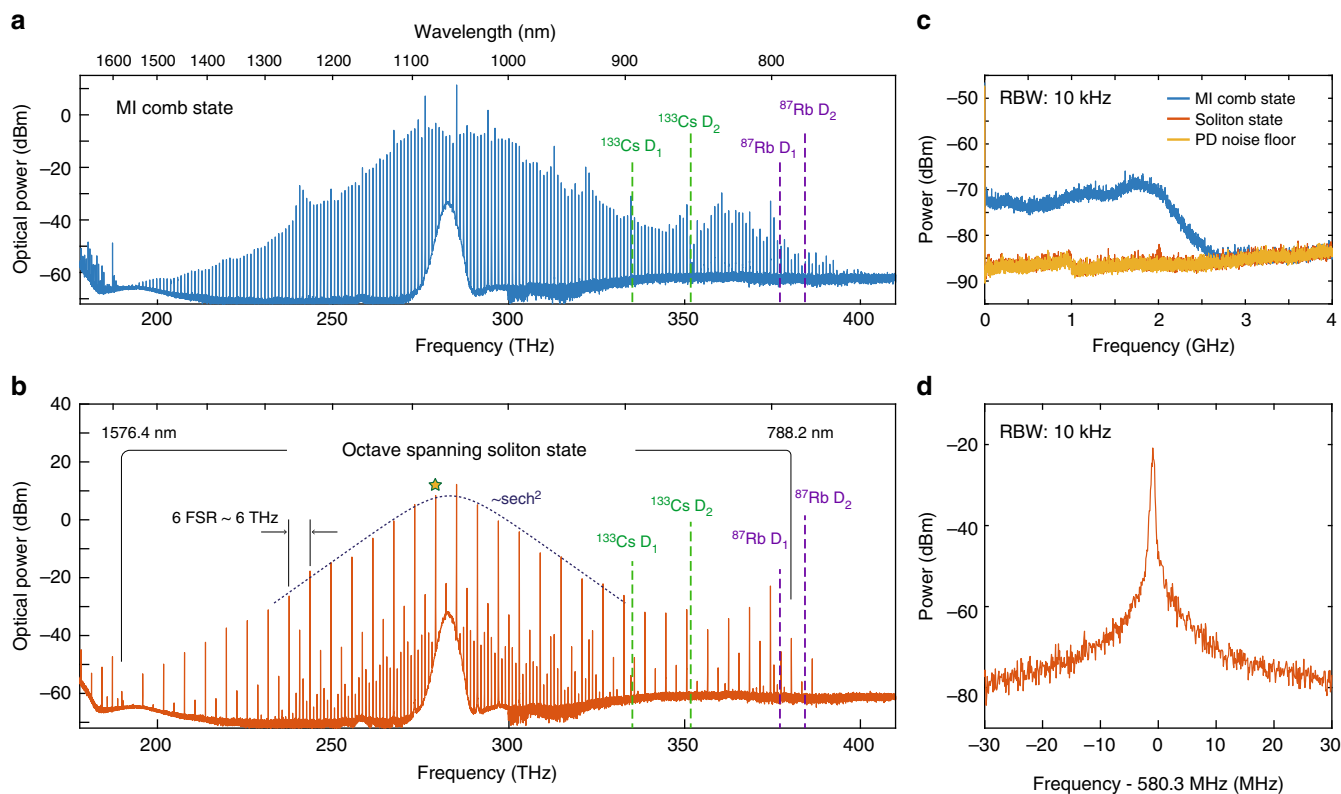 a
Wavelength (nm)
1600 1500 1400 1300 1200 1100 1000 900 800
MI comb state
0
−20
−40
−60
Optical power (dBm)
133Cs D1
133Cs D2
87Rb D1
87Rb D2
200 250 300 350 400
Frequency (THz)
b
40
20
0
−20
−40
−60
Optical power (dBm)
1576.4 nm
Octave spanning soliton state
788.2 nm
~sech2
6 FSR ~ 6 THz
133Cs D1
133Cs D2
87Rb D1
87Rb D2
200 250 300 350 400
Frequency (THz)
c
−50
−60
−70
−80
−90
Power (dBm)
RBW: 10 kHz
MI comb state
Soliton state
PD noise floor
0 1 2 3 4
Frequency (GHz)
d
−20
−40
−60
−80
Power (dBm)
RBW: 10 kHz
−30 −20 −10 0 10 20 30
Frequency - 580.3 MHz (MHz)